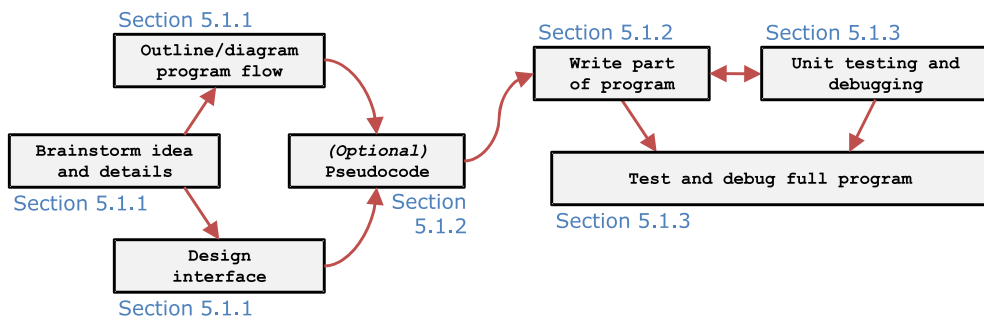 Section 5.1.1
Outline/diagram
program flow
Brainstorm idea
and details
Section 5.1.1
Design
interface
Section 5.1.1
(Optional)
Pseudocode
Section
5.1.2
Section 5.1.2
Write part
of program
Section 5.1.3
Unit testing and
debugging
Test and debug full program
Section 5.1.3